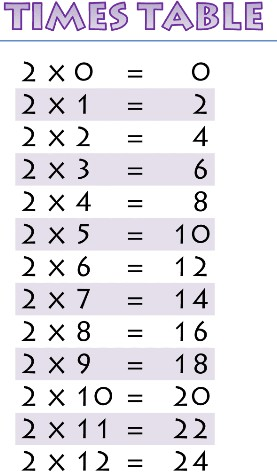 TIMES TABLE
2 × 0 = 0
2 × 1 = 2
2 × 2 = 4
2 × 3 = 6
2 × 4 = 8
2 × 5 = 10
2 × 6 = 12
2 × 7 = 14
2 × 8 = 16
2 × 9 = 18
2 × 10 = 20
2 × 11 = 22
2 × 12 = 24